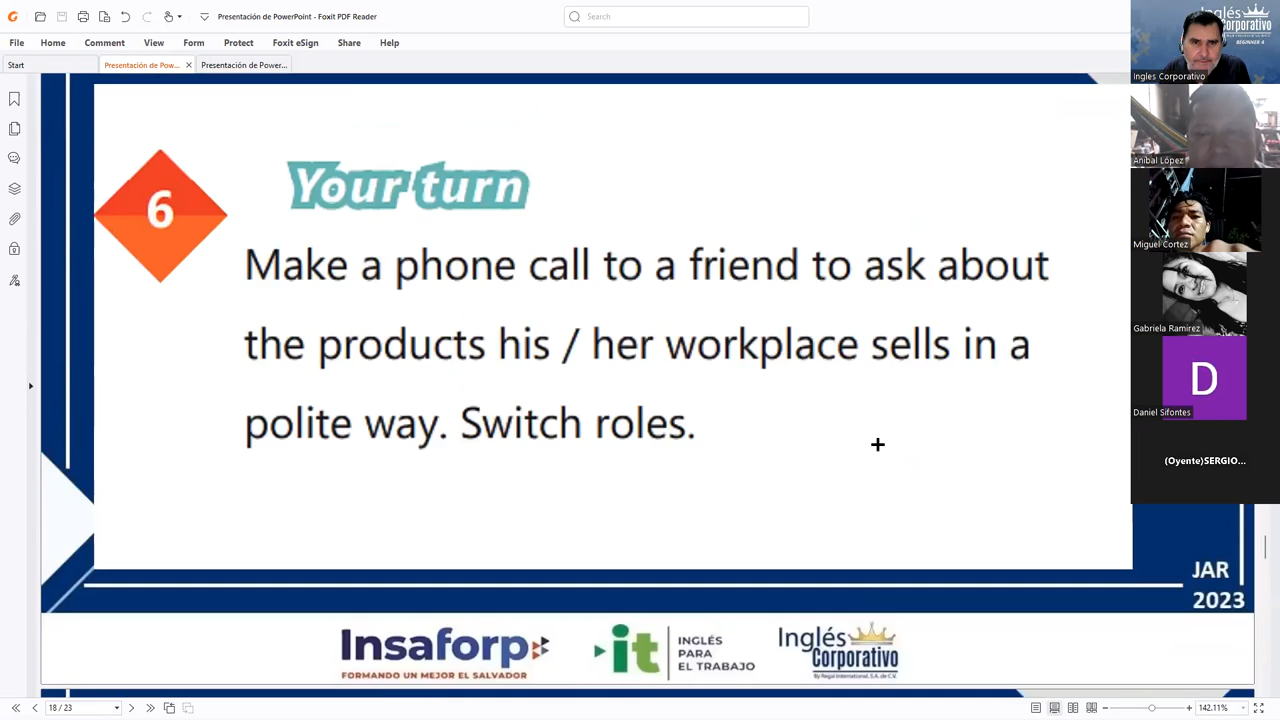 Presentación de PowerPoint - Foxit PDF Reader
Search
File Home Comment View Form Protect Foxit eSign Share Help
Start
Presentación de Pow...
Presentación de Power...
6
Your turn
Make a phone call to a friend to ask about
the products his / her workplace sells in a
polite way. Switch roles.
JAR
2023
Insaforp
FORMANDO UN MEJOR EL SALVADOR
it
INGLÉS
PARA
EL TRABAJO
Inglés
Corporativo
By Regal International, S.A. de C.V.
18 / 23
142.11%
Inglés
Corporativo
BEGINNER 4
Ingles Corporativo
Anibal López
Miguel Cortez
Gabriela Ramirez
D
Daniel Sifontes
(Oyente)SERGIO...